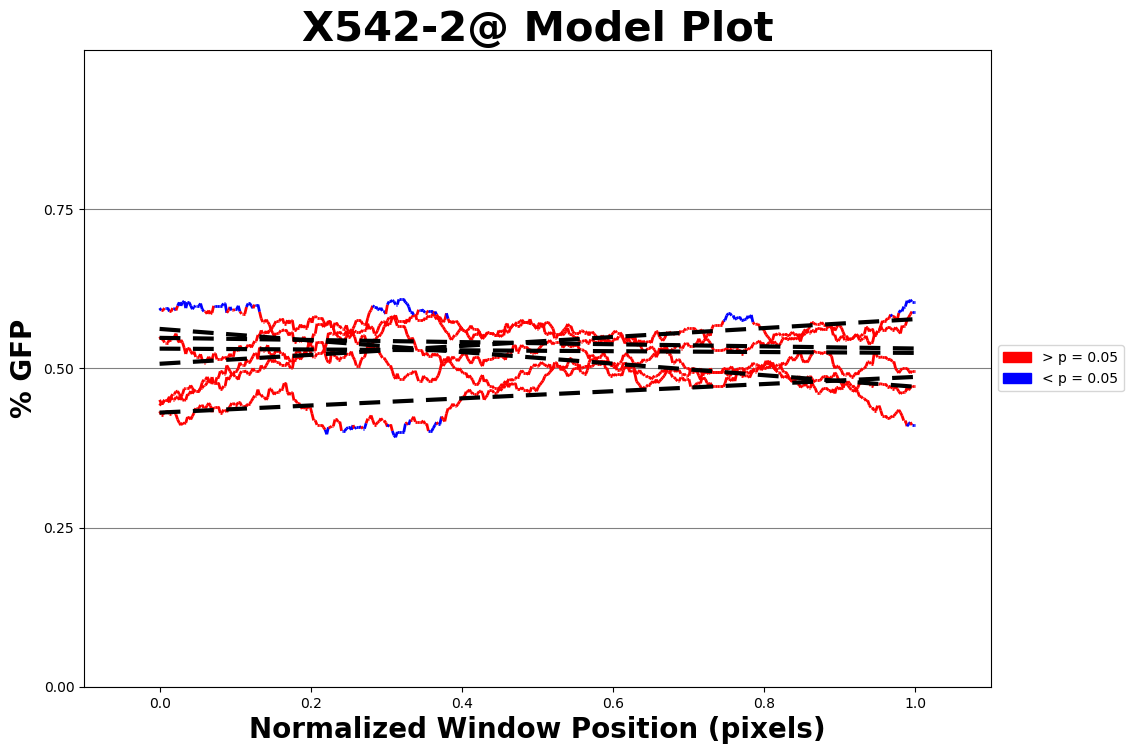 X542-2@ Model Plot
% GFP
0.75
0.50
0.25
0.00
0.0 0.2 0.4 0.6 0.8 1.0
Normalized Window Position (pixels)
> p = 0.05
< p = 0.05